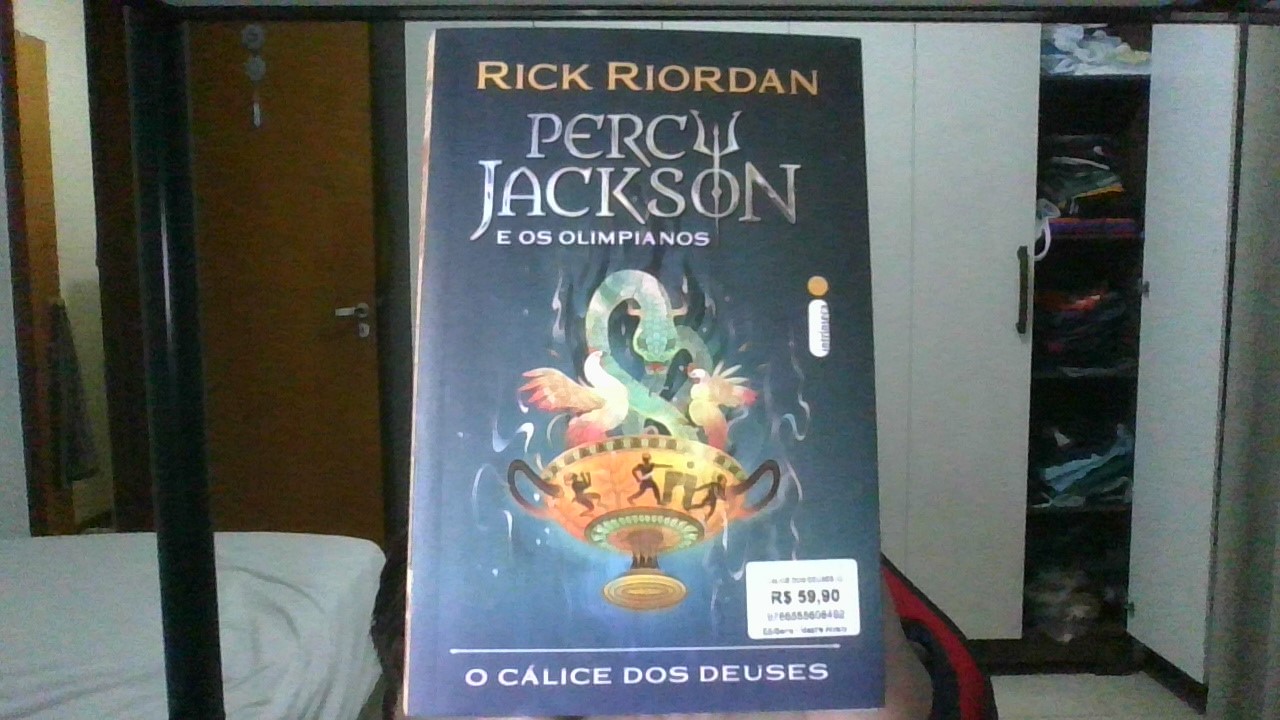 RICK RIORDAN
PERCY
JACKSON
E OS OLIMPIANOS
intrínseca
R$ 59,90
O CÁLICE DOS DEUSES